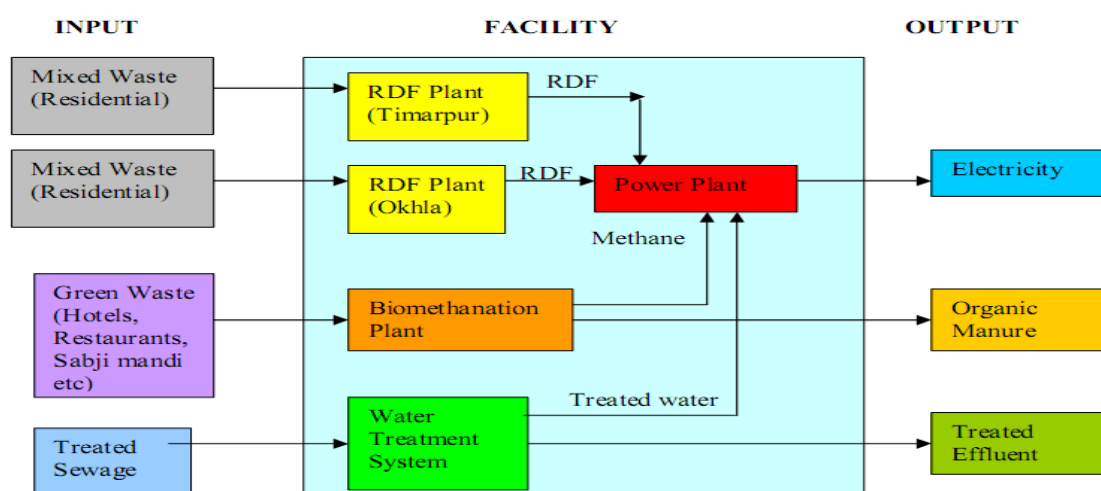 INPUT FACILITY OUTPUT
Mixed Waste
(Residential)
RDF Plant
(Timarpur)
RDF
Mixed Waste
(Residential)
RDF Plant
(Okhla)
RDF
Power Plant
Electricity
Methane
Green Waste
(Hotels,
Restaurants,
Sabji mandi
etc)
Biomethanation
Plant
Organic
Manure
Treated water
Treated
Sewage
Water
Treatment
System
Treated
Effluent